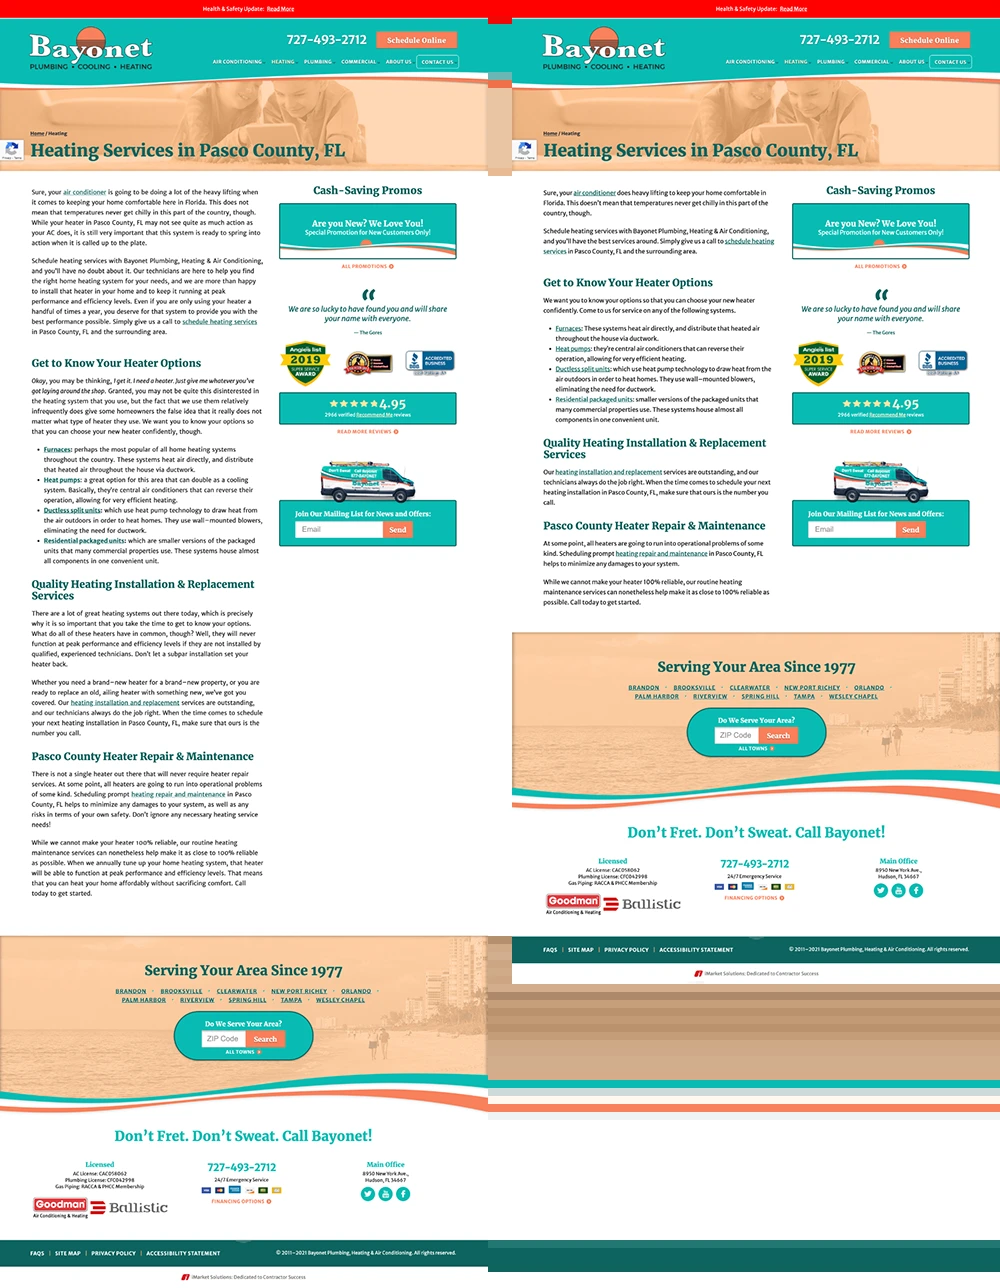 Health & Safety Update: Read More
Bayonet
PLUMBING • COOLING • HEATING
727-493-2712
Schedule Online
AIR CONDITIONING
HEATING
PLUMBING
COMMERCIAL
ABOUT US
CONTACT US
Home / Heating
Heating Services in Pasco County, FL
Sure, your air conditioner is going to be doing a lot of the heavy lifting when
it comes to keeping your home comfortable here in Florida. This does not
mean that temperatures never get chilly in this part of the country, though.
While your heater in Pasco County, FL may not see quite as much action as
your AC does, it is still very important that this system is ready to spring into
action when it is called up to the plate.
Schedule heating services with Bayonet Plumbing, Heating & Air Conditioning,
and you'll have no doubt about it. Our technicians are here to help you find
the right home heating system for your needs, and we are more than happy
to install that heater in your home and to keep it running at peak
performance and efficiency levels. Even if you are only using your heater a
handful of times a year, you deserve for that system to provide you with the
best performance possible. Simply give us a call to schedule heating services
in Pasco County, FL and the surrounding area.
Get to Know Your Heater Options
Okay, you may be thinking, I get it. I need a heater. Just give me whatever you've
got laying around the shop. Granted, you may not be quite this disinterested in
the heating system that you use, but the fact that we use them relatively
infrequently does give some homeowners the false idea that it really does not
matter what type of heater they use. We want you to know your options so
that you can choose your new heater confidently, though.
• Furnaces: perhaps the most popular of all home heating systems
throughout the country. These systems heat air directly, and distribute
that heated air throughout the house via ductwork.
• Heat pumps: a great option for this area that can double as a cooling
system. Basically, they're central air conditioners that can reverse their
operation, allowing for very efficient heating.
• Ductless split units: which use heat pump technology to draw heat from
the air outdoors in order to heat homes. They use wall-mounted blowers,
eliminating the need for ductwork.
• Residential packaged units: which are smaller versions of the packaged
units that many commercial properties use. These systems house almost
all components in one convenient unit.
Quality Heating Installation & Replacement
Services
There are a lot of great heating systems out there today, which is precisely
why it is so important that you take the time to get to know your options.
What do all of these heaters have in common, though? Well, they will never
function at peak performance and efficiency levels if they are not installed by
qualified, experienced technicians. Don't let a subpar installation set your
heater back.
Whether you need a brand-new heater for a brand-new property, or you are
ready to replace an old, ailing heater with something new, we've got you
covered. Our heating installation and replacement services are outstanding,
and our technicians always do the job right. When the time comes to schedule
your next heating installation in Pasco County, FL, make sure that ours is the
number you call.
Pasco County Heater Repair & Maintenance
There is not a single heater out there that will never require heater repair
services. At some point, all heaters are going to run into operational problems
of some kind. Scheduling prompt heating repair and maintenance in Pasco
County, FL helps to minimize any damages to your system, as well as any
risks in terms of your own safety. Don't ignore any necessary heating service
needs!
While we cannot make your heater 100% reliable, our routine heating
maintenance services can nonetheless help make it as close to 100% reliable
as possible. When we annually tune up your home heating system, that heater
will be able to function at peak performance and efficiency levels. That means
that you can heat your home affordably without sacrificing comfort. Call
today to get started.
Cash-Saving Promos
Are you New? We Love You!
Special Promotion for New Customers Only!
ALL PROMOTIONS
“
We are so lucky to have found you and will share
your name with everyone.
— The Gores
Angie's list
2019
SUPER SERVICE
AWARD
ACCREDITED
BUSINESS
BBB
4.95
2966 verified Recommend Me reviews
READ MORE REVIEWS
Join Our Mailing List for News and Offers:
Email
Send
Serving Your Area Since 1977
BRANDON • BROOKSVILLE • CLEARWATER • NEW PORT RICHEY • ORLANDO •
PALM HARBOR • RIVERVIEW • SPRING HILL • TAMPA • WESLEY CHAPEL
Do We Serve Your Area?
ZIP Code
Search
ALL TOWNS
Don't Fret. Don't Sweat. Call Bayonet!
Licensed
AC License: CAC058062
Plumbing License: CFC042998
Gas Piping: RACCA & PHCC Membership
Goodman
Air Conditioning & Heating
Ballistic
727-493-2712
24/7 Emergency Service
FINANCING OPTIONS
Main Office
8950 New York Ave.,
Hudson, FL 34667
FAQS | SITE MAP | PRIVACY POLICY | ACCESSIBILITY STATEMENT
© 2011-2021 Bayonet Plumbing, Heating & Air Conditioning. All rights reserved.
iMarket Solutions: Dedicated to Contractor Success
Health & Safety Update: Read More
Bayonet
PLUMBING • COOLING • HEATING
727-493-2712
Schedule Online
AIR CONDITIONING
HEATING
PLUMBING
COMMERCIAL
ABOUT US
CONTACT US
Home / Heating
Heating Services in Pasco County, FL
Sure, your air conditioner does heavy lifting to keep your home comfortable in
Florida. This doesn't mean that temperatures never get chilly in this part of the
country, though.
Schedule heating services with Bayonet Plumbing, Heating & Air Conditioning,
and you'll have the best services around. Simply give us a call to schedule heating
services in Pasco County, FL and the surrounding area.
Get to Know Your Heater Options
We want you to know your options so that you can choose your new heater
confidently. Come to us for service on any of the following systems.
• Furnaces: These systems heat air directly, and distribute that heated air
throughout the house via ductwork.
• Heat pumps: they're central air conditioners that can reverse their
operation, allowing for very efficient heating.
• Ductless split units: which use heat pump technology to draw heat from the
air outdoors in order to heat homes. They use wall-mounted blowers,
eliminating the need for ductwork.
• Residential packaged units: smaller versions of the packaged units that
many commercial properties use. These systems house almost all
components in one convenient unit.
Quality Heating Installation & Replacement
Services
Our heating installation and replacement services are outstanding, and our
technicians always do the job right. When the time comes to schedule your next
heating installation in Pasco County, FL, make sure that ours is the number you
call.
Pasco County Heater Repair & Maintenance
At some point, all heaters are going to run into operational problems of some
kind. Scheduling prompt heating repair and maintenance in Pasco County, FL
helps to minimize any damages to your system.
While we cannot make your heater 100% reliable, our routine heating
maintenance services can nonetheless help make it as close to 100% reliable as
possible. Call today to get started.
Cash-Saving Promos
Are you New? We Love You!
Special Promotion for New Customers Only!
ALL PROMOTIONS
“
We are so lucky to have found you and will share
your name with everyone.
— The Gores
Angie's list
2019
SUPER SERVICE
AWARD
ACCREDITED
BUSINESS
BBB
4.95
2966 verified Recommend Me reviews
READ MORE REVIEWS
Join Our Mailing List for News and Offers:
Email
Send
Serving Your Area Since 1977
BRANDON • BROOKSVILLE • CLEARWATER • NEW PORT RICHEY • ORLANDO •
PALM HARBOR • RIVERVIEW • SPRING HILL • TAMPA • WESLEY CHAPEL
Do We Serve Your Area?
ZIP Code
Search
ALL TOWNS
Don't Fret. Don't Sweat. Call Bayonet!
Licensed
AC License: CAC058062
Plumbing License: CFC042998
Gas Piping: RACCA & PHCC Membership
Goodman
Air Conditioning & Heating
Ballistic
727-493-2712
24/7 Emergency Service
FINANCING OPTIONS
Main Office
8950 New York Ave.,
Hudson, FL 34667
FAQS | SITE MAP | PRIVACY POLICY | ACCESSIBILITY STATEMENT
© 2011-2021 Bayonet Plumbing, Heating & Air Conditioning. All rights reserved.
iMarket Solutions: Dedicated to Contractor Success